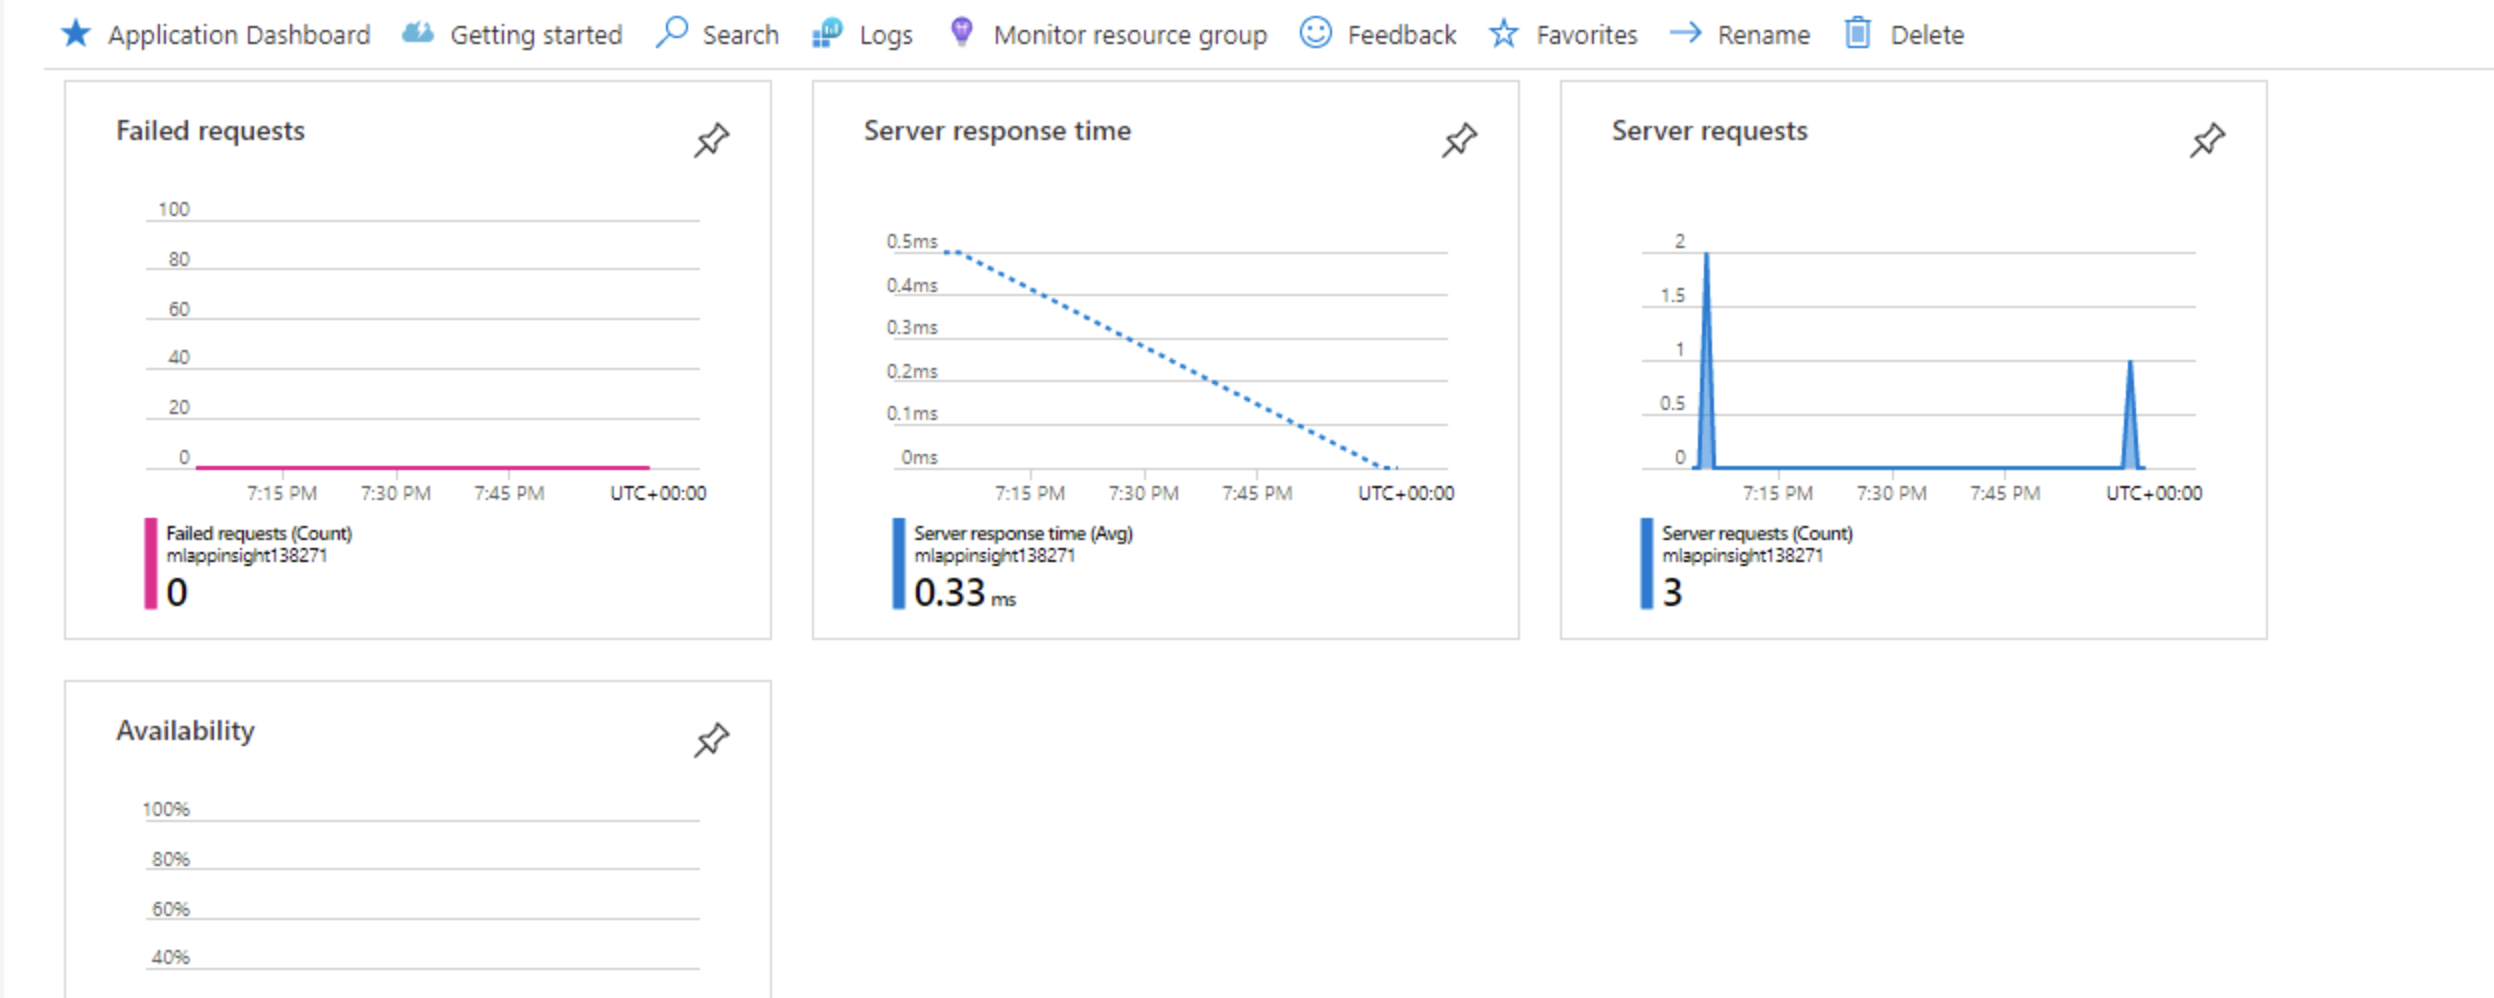 Application Dashboard Getting started Search Logs Monitor resource group Feedback Favorites Rename Delete
Failed requests
100
80
60
40
20
0
7:15 PM 7:30 PM 7:45 PM UTC+00:00
Failed requests (Count)
mlappinsight138271
0
Server response time
0.5ms
0.4ms
0.3ms
0.2ms
0.1ms
0ms
7:15 PM 7:30 PM 7:45 PM UTC+00:00
Server response time (Avg)
mlappinsight138271
0.33 ms
Server requests
2
1.5
1
0.5
0
7:15 PM 7:30 PM 7:45 PM UTC+00:00
Server requests (Count)
mlappinsight138271
3
Availability
100%
80%
60%
40%